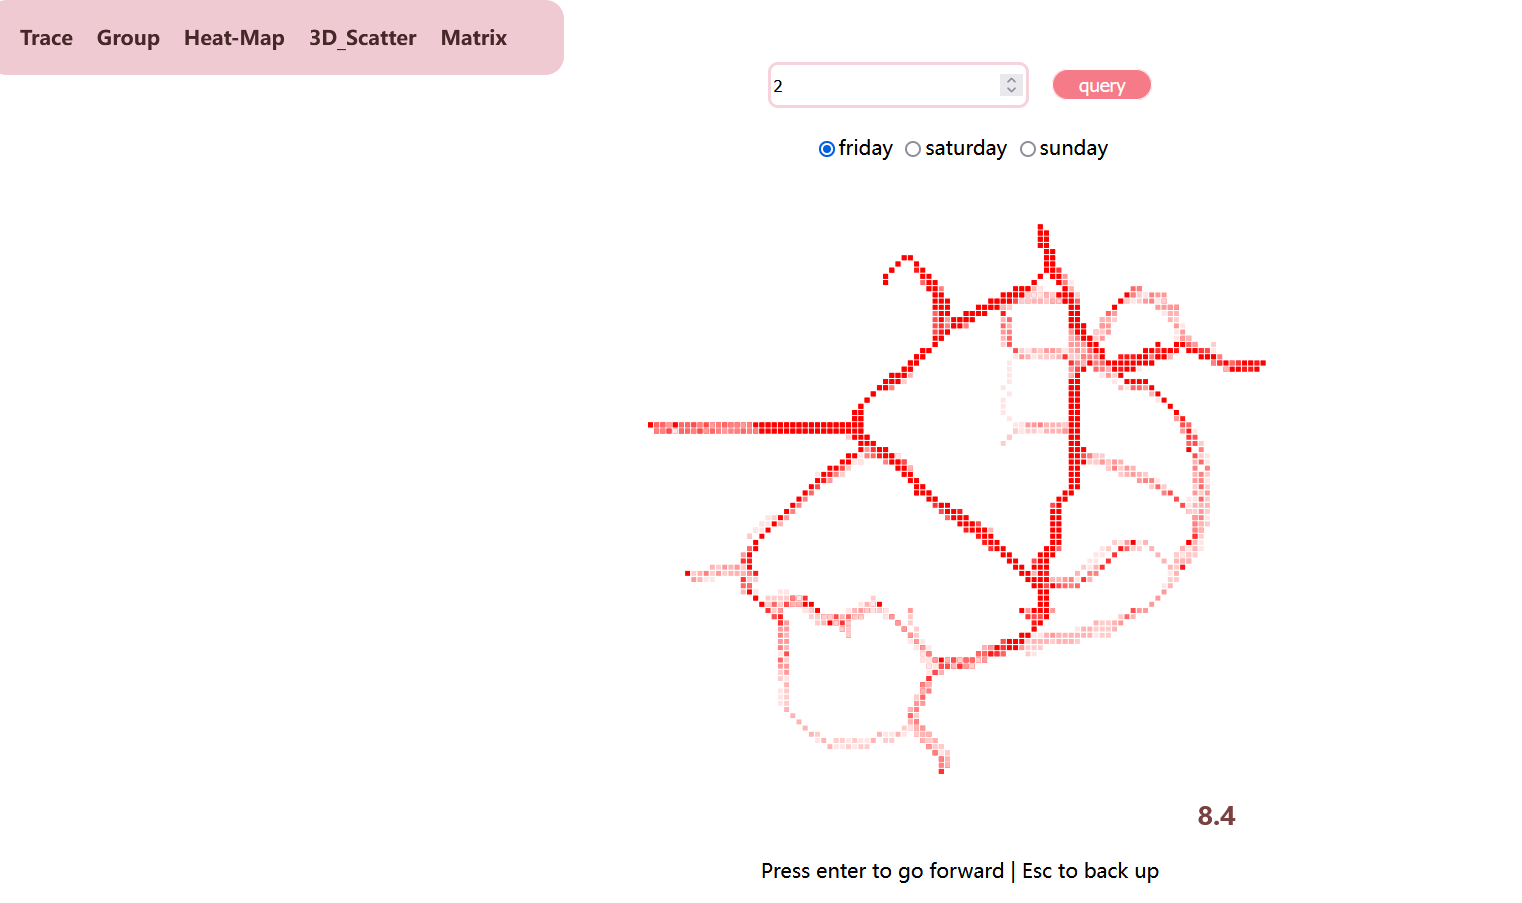 Trace Group Heat-Map 3D_Scatter Matrix
2 query
friday saturday sunday
8.4
Press enter to go forward | Esc to back up